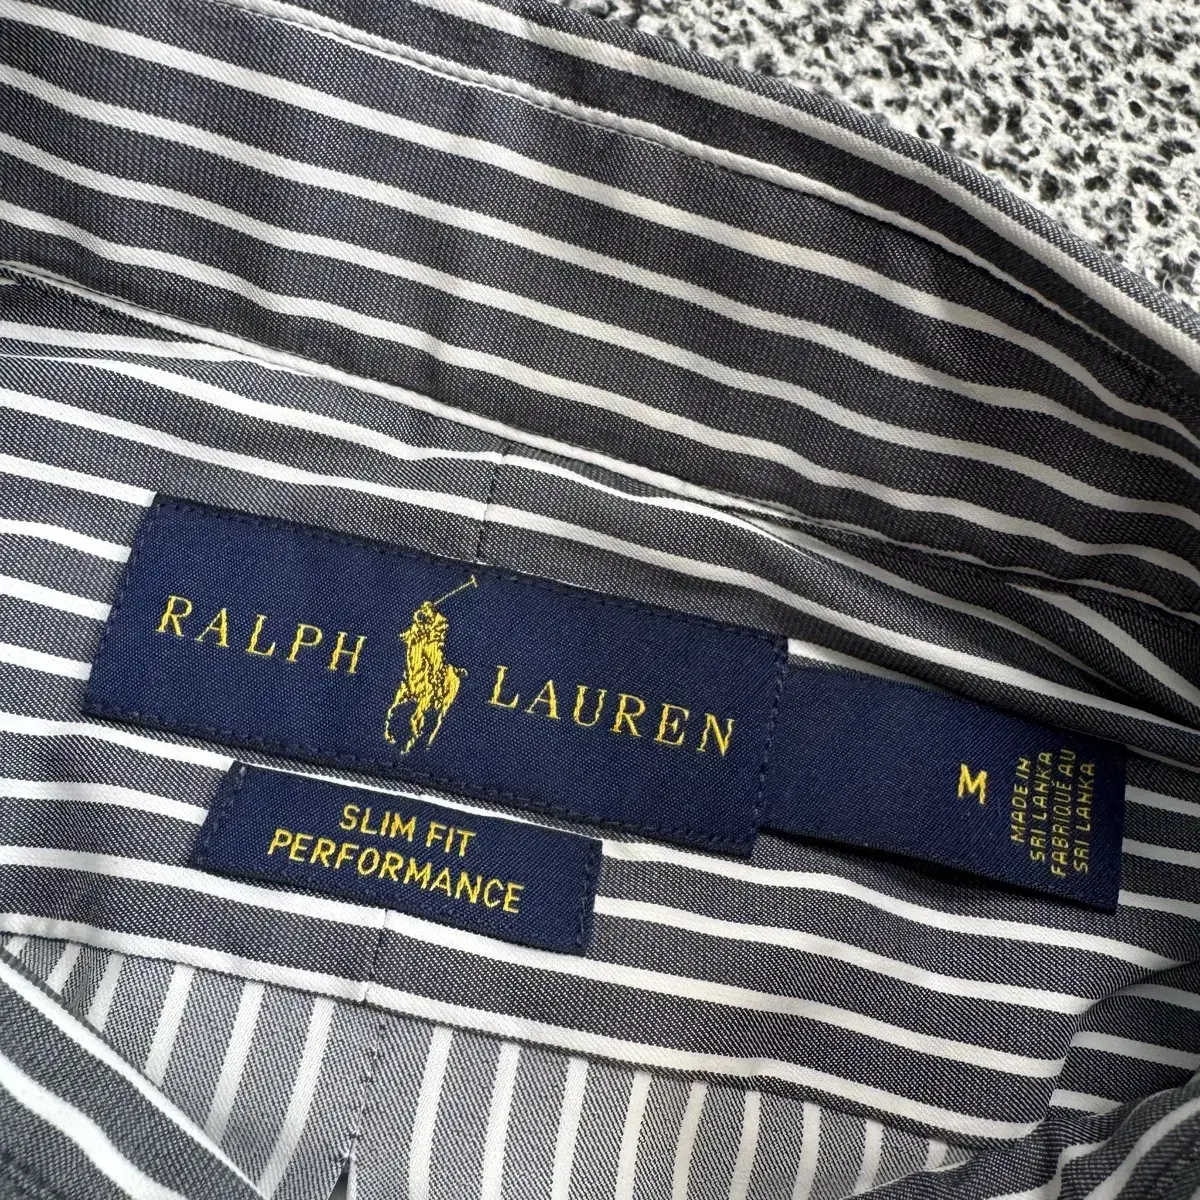 RALPH LAUREN
M
MADE IN
SRI LANKA
FABRIQUÉ AU
SRI LANKA
SLIM FIT
PERFORMANCE